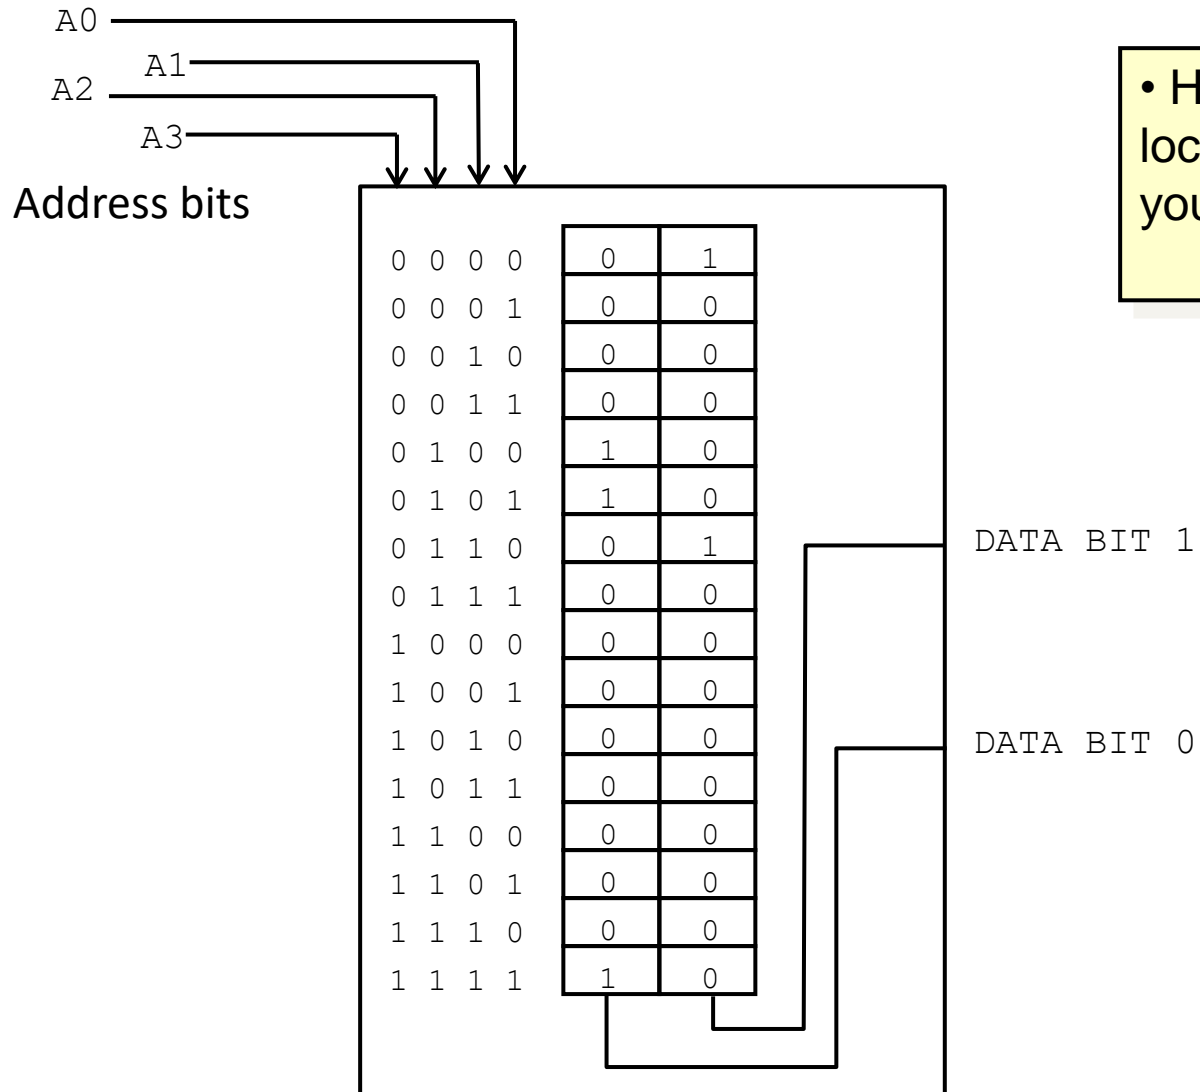 A0
A1
A2
A3
Address bits
• H
loc
you
0 0 0 0 0 1
0 0 0 1 0 0
0 0 1 0 0 0
0 0 1 1 0 0
0 1 0 0 1 0
0 1 0 1 1 0
0 1 1 0 0 1
0 1 1 1 0 0
1 0 0 0 0 0
1 0 0 1 0 0
1 0 1 0 0 0
1 0 1 1 0 0
1 1 0 0 0 0
1 1 0 1 0 0
1 1 1 0 0 0
1 1 1 1 1 0
DATA BIT 1
DATA BIT 0